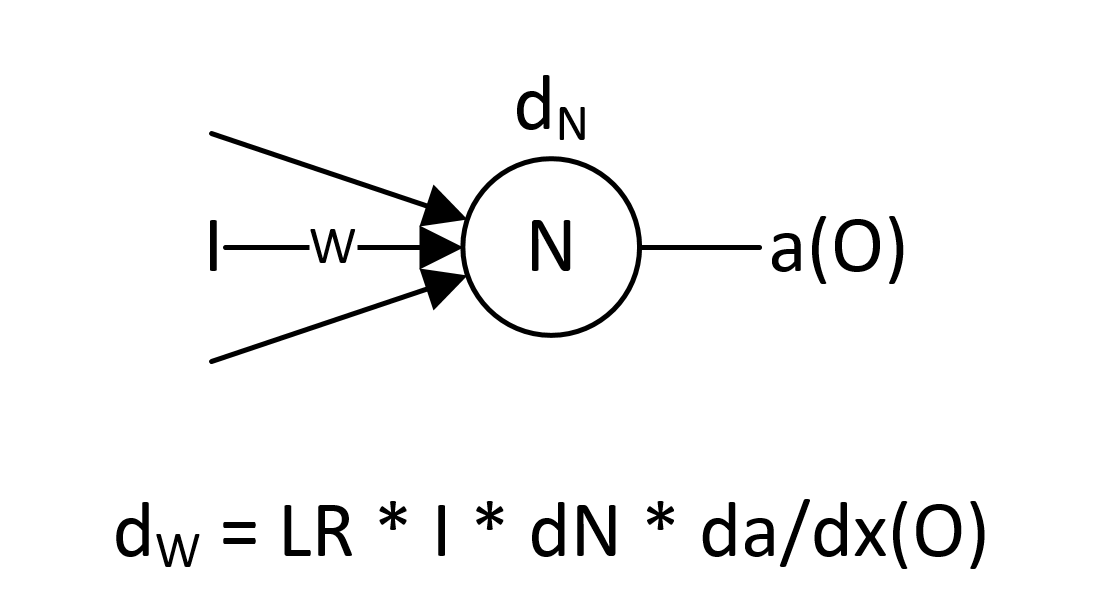 dN
I W N a(O)
dW = LR * I * dN * da/dx(O)